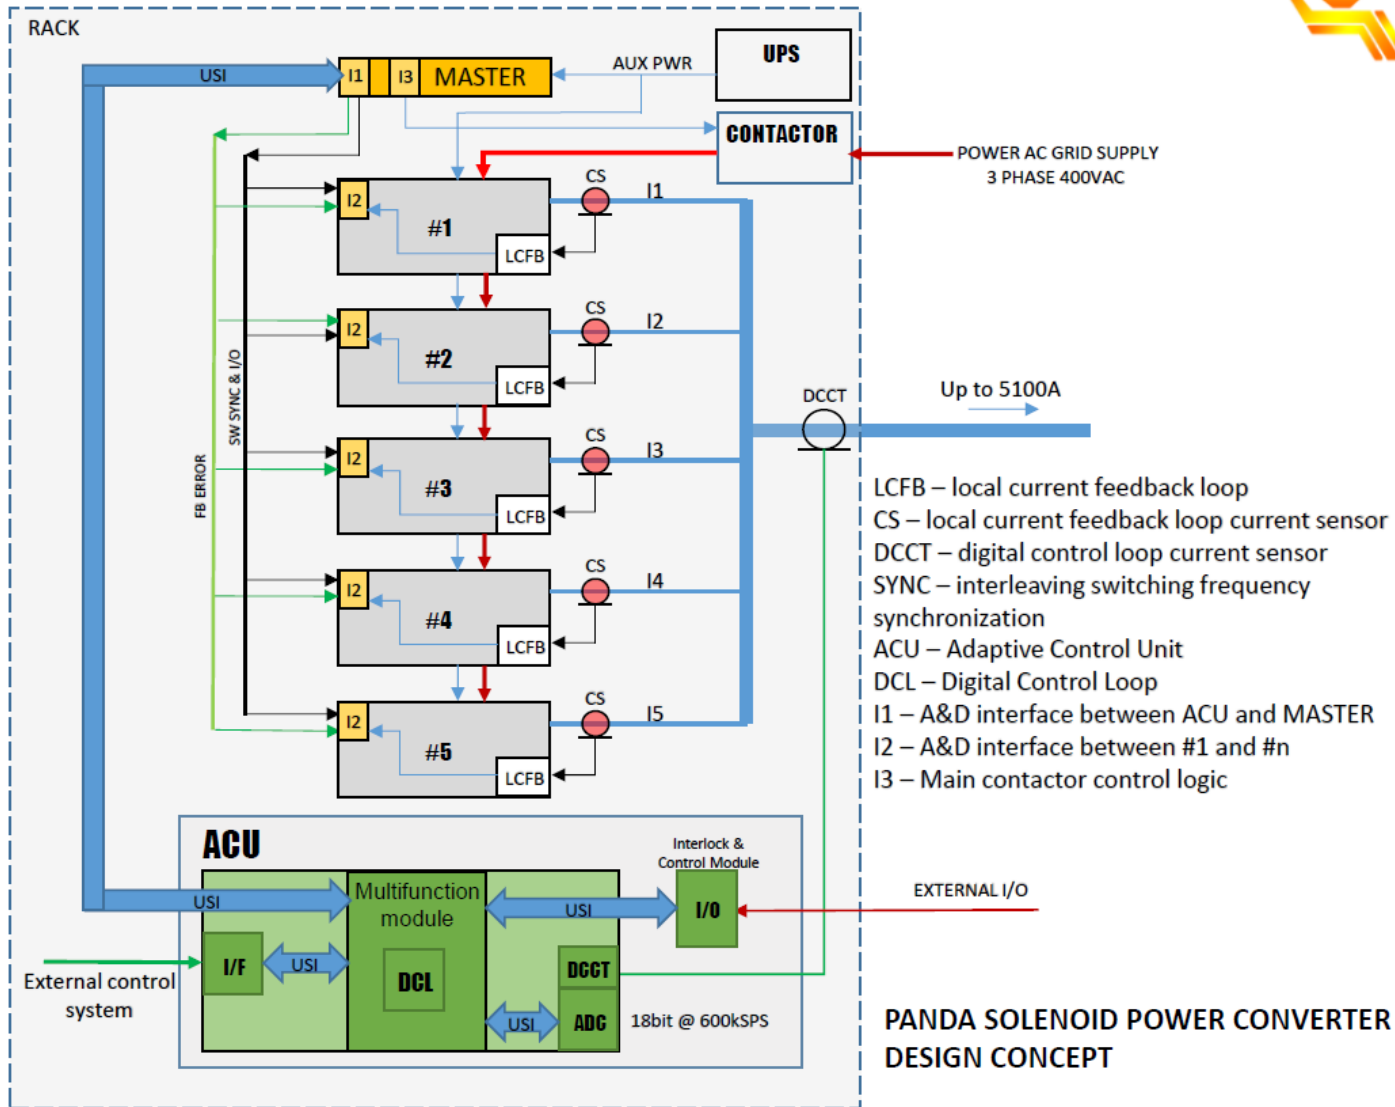 RACK
USI
I1
I3
MASTER
AUX PWR
UPS
CONTACTOR
POWER AC GRID SUPPLY
3 PHASE 400VAC
I2
#1
LCFB
CS
I1
I2
#2
LCFB
CS
I2
I2
#3
LCFB
CS
I3
I2
#4
LCFB
CS
I4
I2
#5
LCFB
CS
I5
FB ERROR
SW SYNC & I/O
DCCT
Up to 5100A
LCFB – local current feedback loop
CS – local current feedback loop current sensor
DCCT – digital control loop current sensor
SYNC – interleaving switching frequency
synchronization
ACU – Adaptive Control Unit
DCL – Digital Control Loop
I1 – A&D interface between ACU and MASTER
I2 – A&D interface between #1 and #n
I3 – Main contactor control logic
ACU
Interlock &
Control Module
USI
Multifunction
module
USI
I/O
EXTERNAL I/O
I/F
USI
DCL
DCCT
USI
ADC
18bit @ 600kSPS
External control
system
PANDA SOLENOID POWER CONVERTER
DESIGN CONCEPT